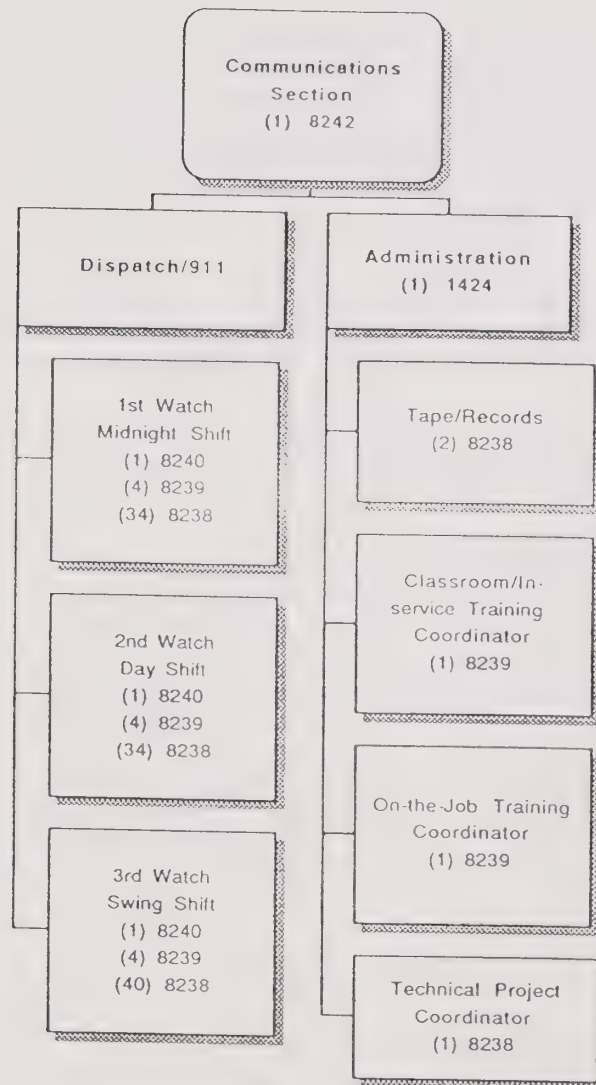 Communications
Section
(1) 8242
Dispatch/911
1st Watch
Midnight Shift
(1) 8240
(4) 8239
(34) 8238
2nd Watch
Day Shift
(1) 8240
(4) 8239
(34) 8238
3rd Watch
Swing Shift
(1) 8240
(4) 8239
(40) 8238
Administration
(1) 1424
Tape/Records
(2) 8238
Classroom/In-
service Training
Coordinator
(1) 8239
On-the-Job Training
Coordinator
(1) 8239
Technical Project
Coordinator
(1) 8238